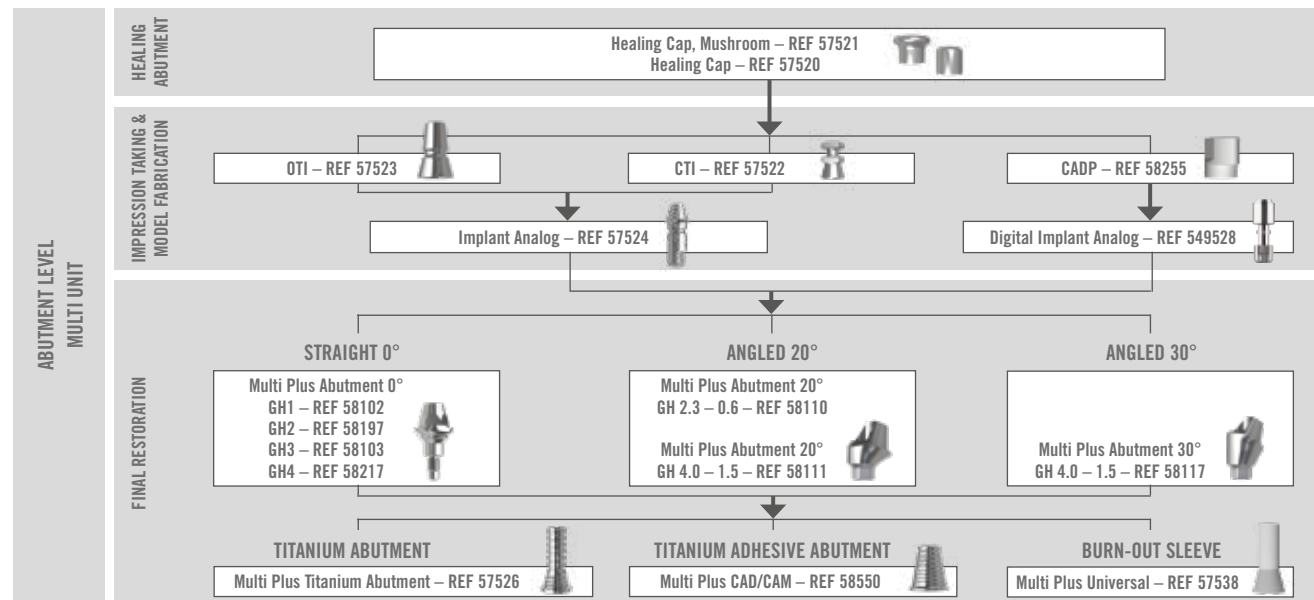 ABUTMENT LEVEL
MULTI UNIT
HEALING
ABUTMENT
Healing Cap, Mushroom – REF 57521
Healing Cap – REF 57520
IMPRESSION TAKING &
MODEL FABRICATION
OTI – REF 57523
CTI – REF 57522
CADP – REF 58255
Implant Analog – REF 57524
Digital Implant Analog – REF 549528
FINAL RESTORATION
STRAIGHT 0°
Multi Plus Abutment 0°
GH1 – REF 58102
GH2 – REF 58197
GH3 – REF 58103
GH4 – REF 58217
ANGLED 20°
Multi Plus Abutment 20°
GH 2.3 – 0.6 – REF 58110
Multi Plus Abutment 20°
GH 4.0 – 1.5 – REF 58111
ANGLED 30°
Multi Plus Abutment 30°
GH 4.0 – 1.5 – REF 58117
TITANIUM ABUTMENT
Multi Plus Titanium Abutment – REF 57526
TITANIUM ADHESIVE ABUTMENT
Multi Plus CAD/CAM – REF 58550
BURN-OUT SLEEVE
Multi Plus Universal – REF 57538